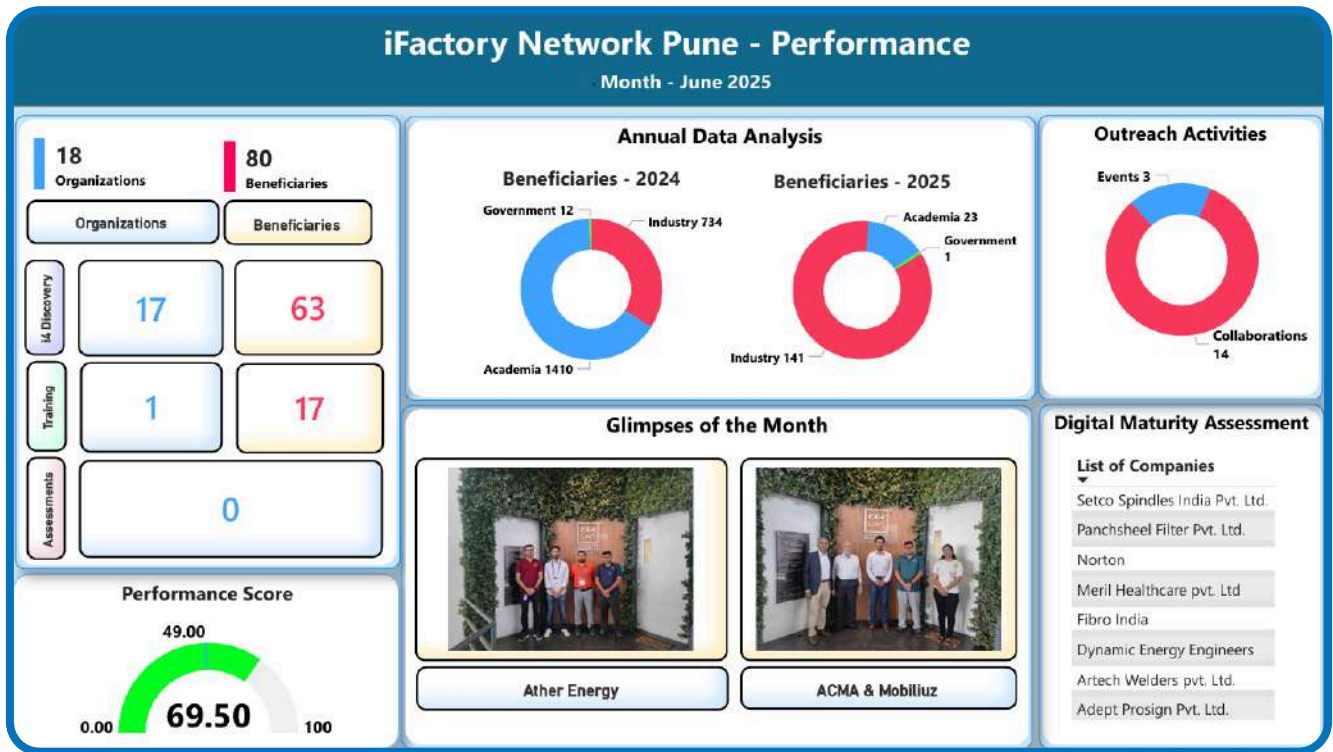 iFactory Network Pune - Performance
Month - June 2025
18
Organizations
80
Beneficiaries
Organizations
Beneficiaries
i4 Discovery
17
63
Training
1
17
Assessments
0
Performance Score
49.00
0.00
69.50
100
Annual Data Analysis
Beneficiaries - 2024
Government 12
Industry 734
Academia 1410
Beneficiaries - 2025
Academia 23
Government
1
Industry 141
Outreach Activities
Events 3
Collaborations
14
Glimpses of the Month
Ather Energy
ACMA & Mobiliuz
Digital Maturity Assessment
List of Companies
Setco Spindles India Pvt. Ltd.
Panchsheel Filter Pvt. Ltd.
Norton
Meril Healthcare pvt. Ltd
Fibro India
Dynamic Energy Engineers
Artech Welders pvt. Ltd.
Adept Prosign Pvt. Ltd.